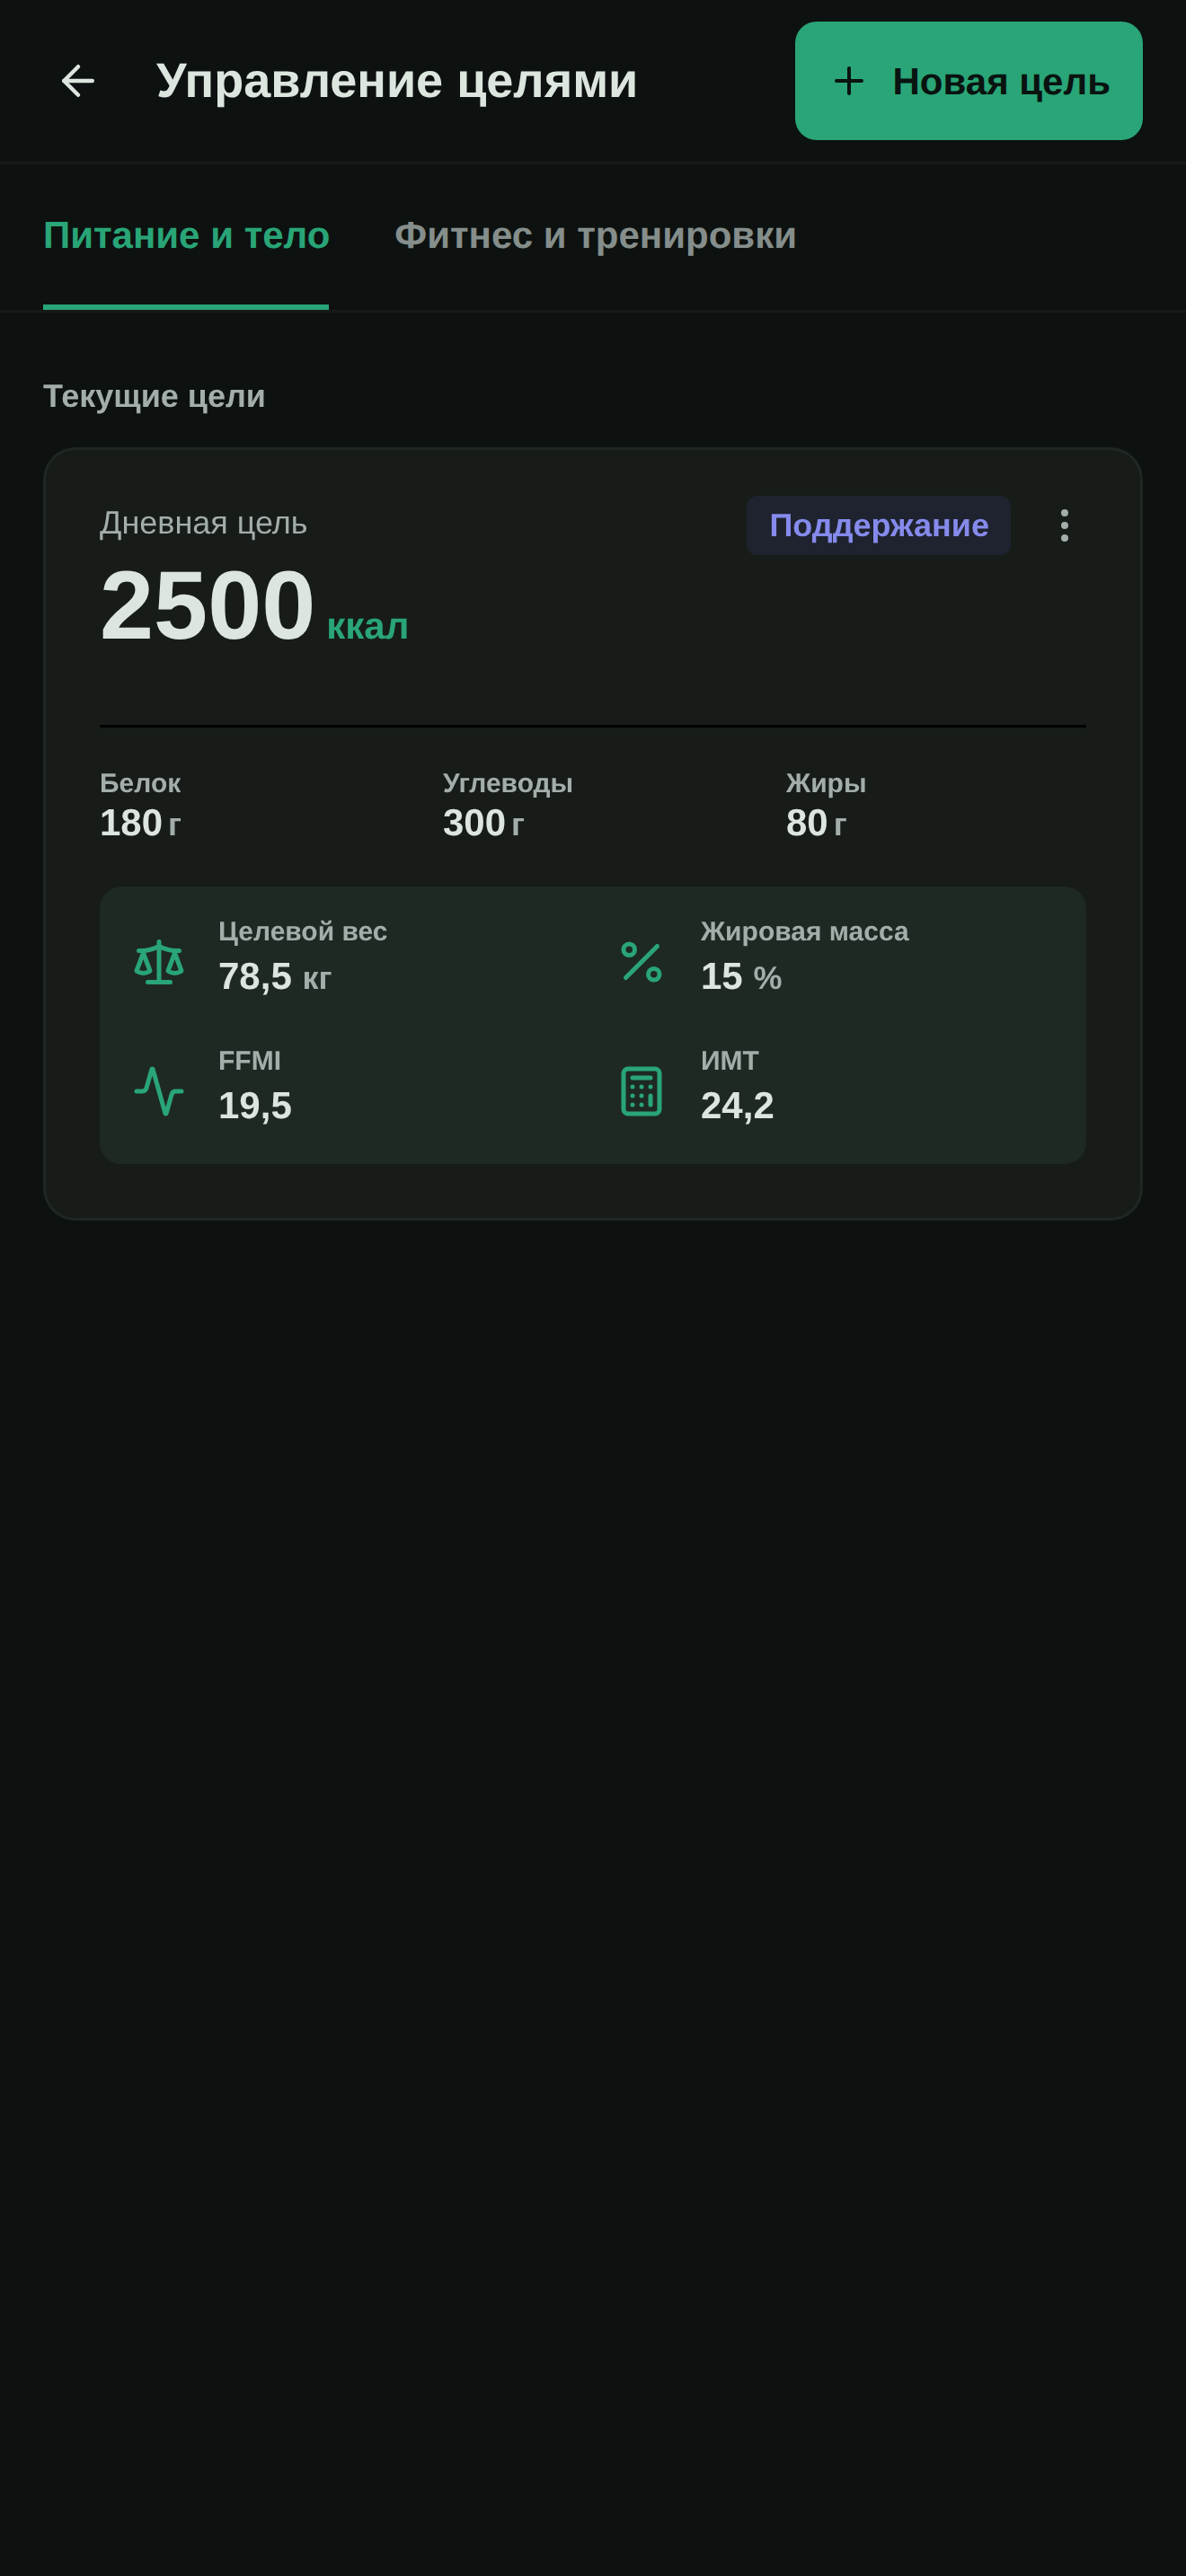 Управление целями
Новая цель
Питание и тело
Фитнес и тренировки
Текущие цели
Дневная цель
Поддержание
2500 ккал
Белок
Углеводы
Жиры
180 г
300 г
80 г
Целевой вес
Жировая масса
78,5 кг
15 %
FFMI
ИМТ
19,5
24,2